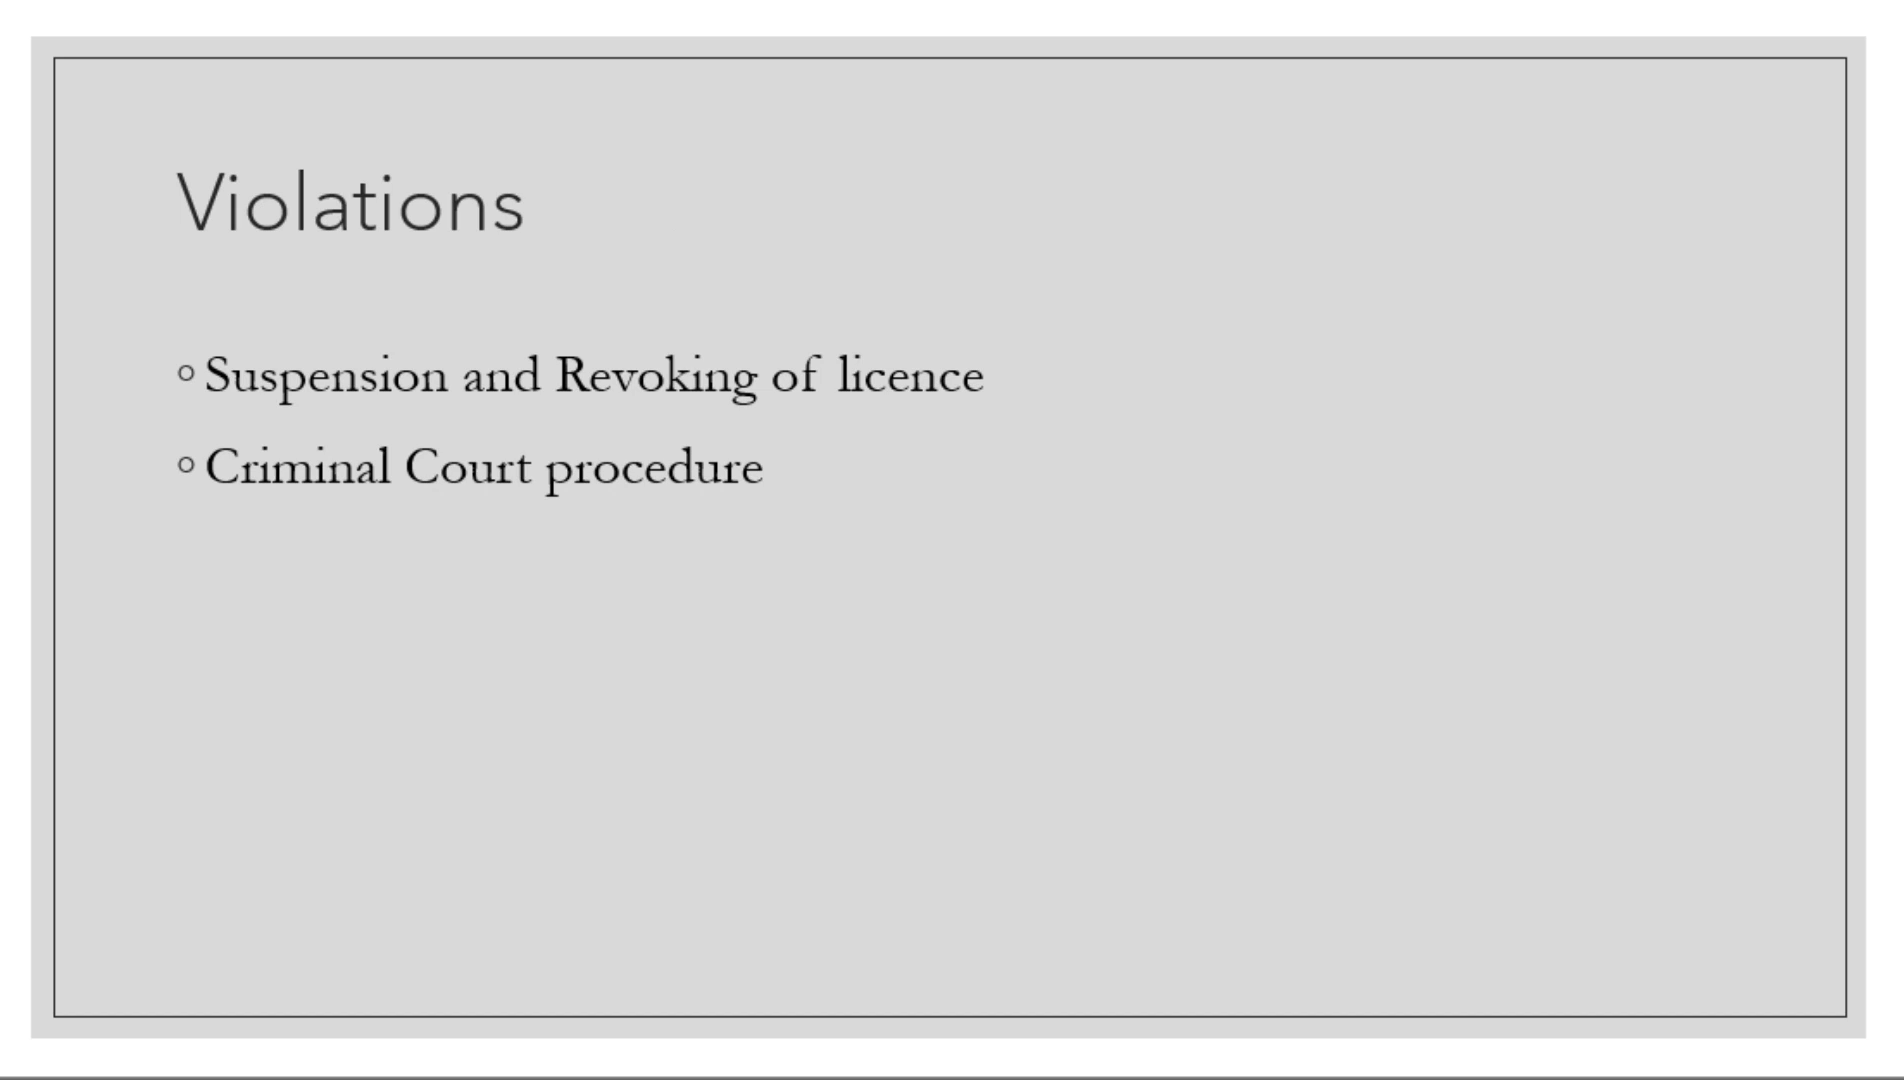 Violations
◦ Suspension and Revoking of licence
◦ Criminal Court procedure